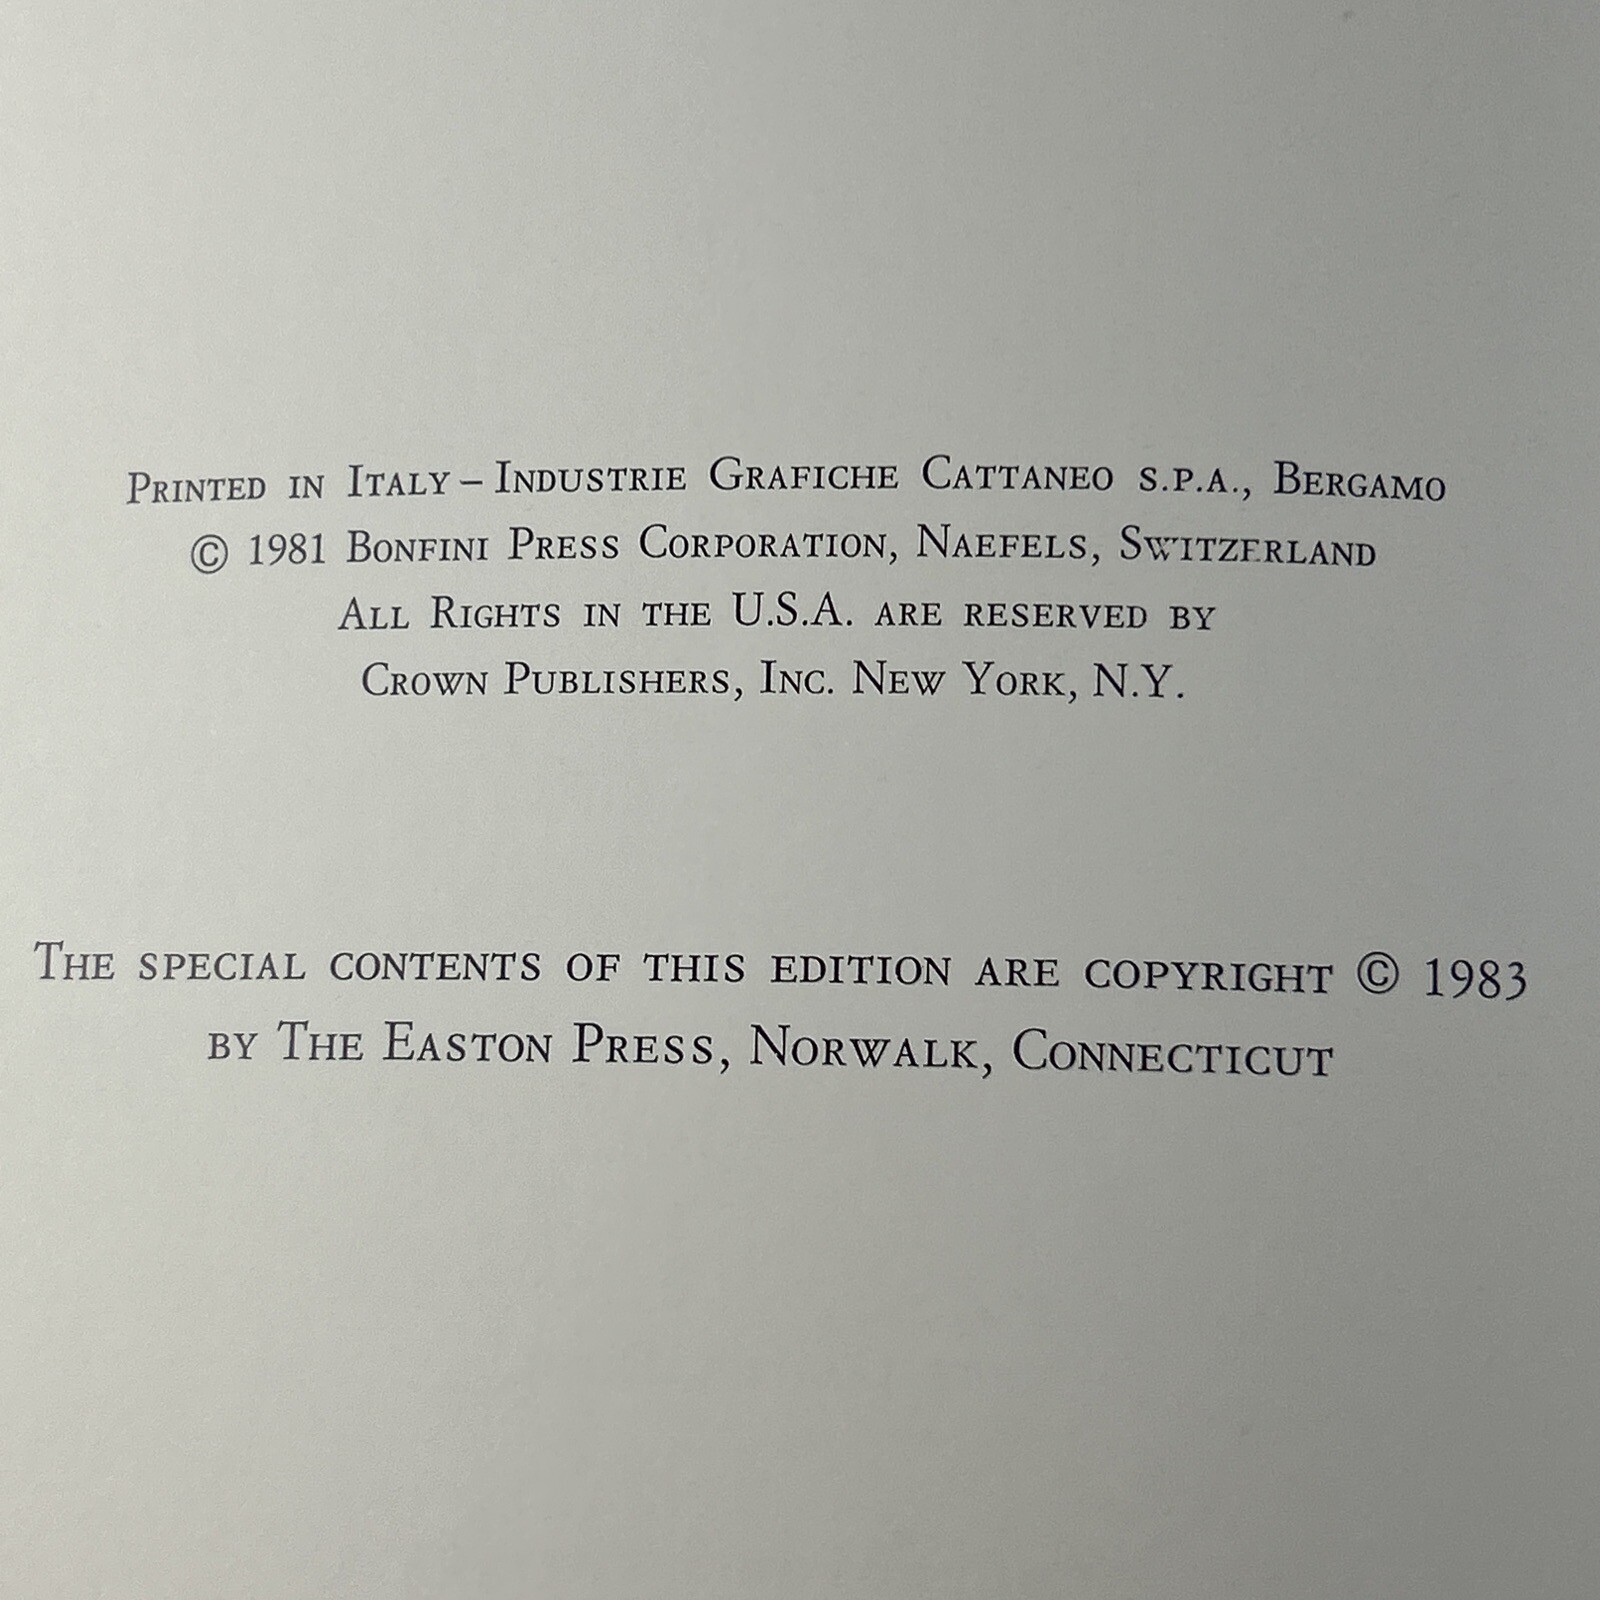 Printed in Italy – Industrie Grafiche Cattaneo s.p.a., Bergamo
© 1981 Bonfini Press Corporation, Naefels, Switzerland
All Rights in the U.S.A. are reserved by
Crown Publishers, Inc. New York, N.Y.
The special contents of this edition are copyright © 1983
by The Easton Press, Norwalk, Connecticut